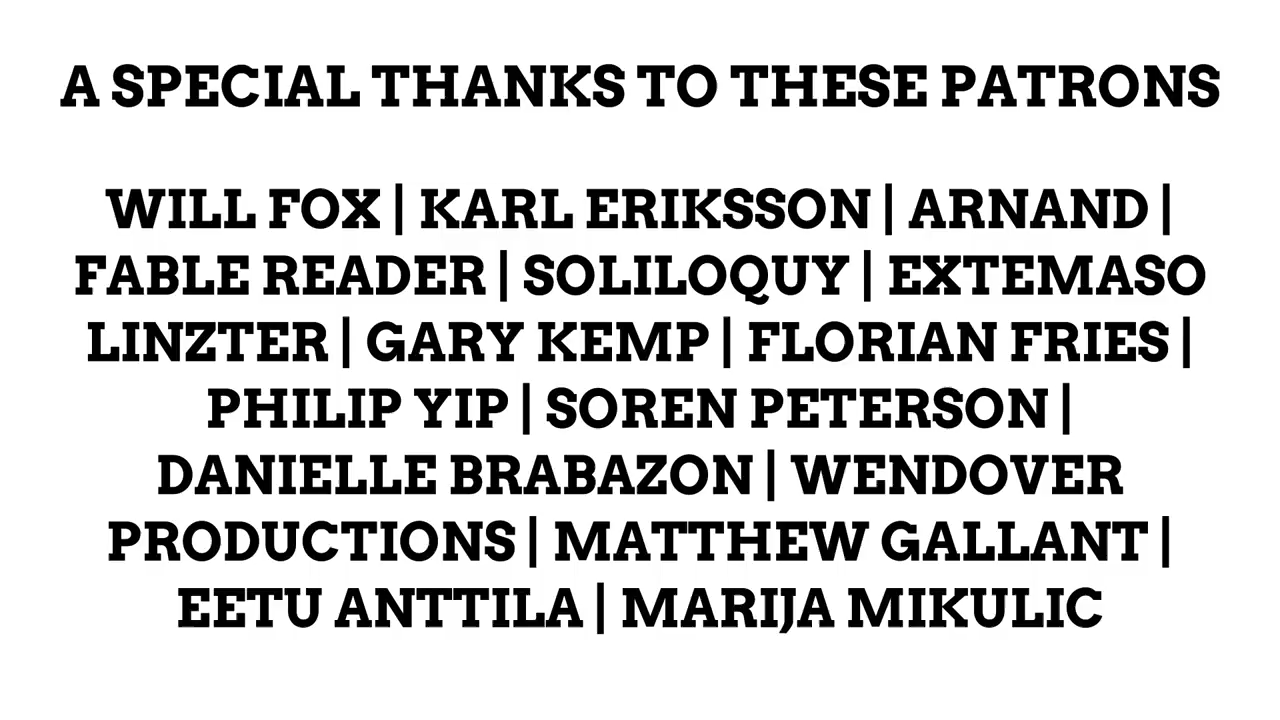 A SPECIAL THANKS TO THESE PATRONS
WILL FOX | KARL ERIKSSON | ARNAND |
FABLE READER | SOLILOQUY | EXTEMASO
LINZTER | GARY KEMP | FLORIAN FRIES |
PHILIP YIP | SOREN PETERSON |
DANIELLE BRABAZON | WENDOVER
PRODUCTIONS | MATTHEW GALLANT |
EETU ANTTILA | MARIJA MIKULIC